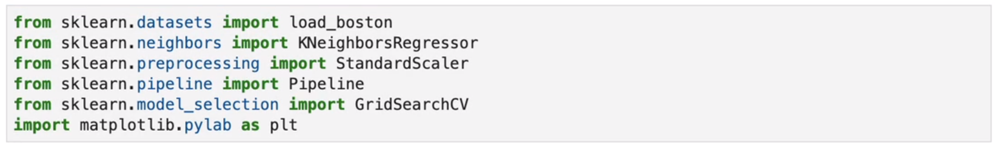 from sklearn.datasets import load_boston
from sklearn.neighbors import KNeighborsRegressor
from sklearn.preprocessing import StandardScaler
from sklearn.pipeline import Pipeline
from sklearn.model_selection import GridSearchCV
import matplotlib.pylab as plt